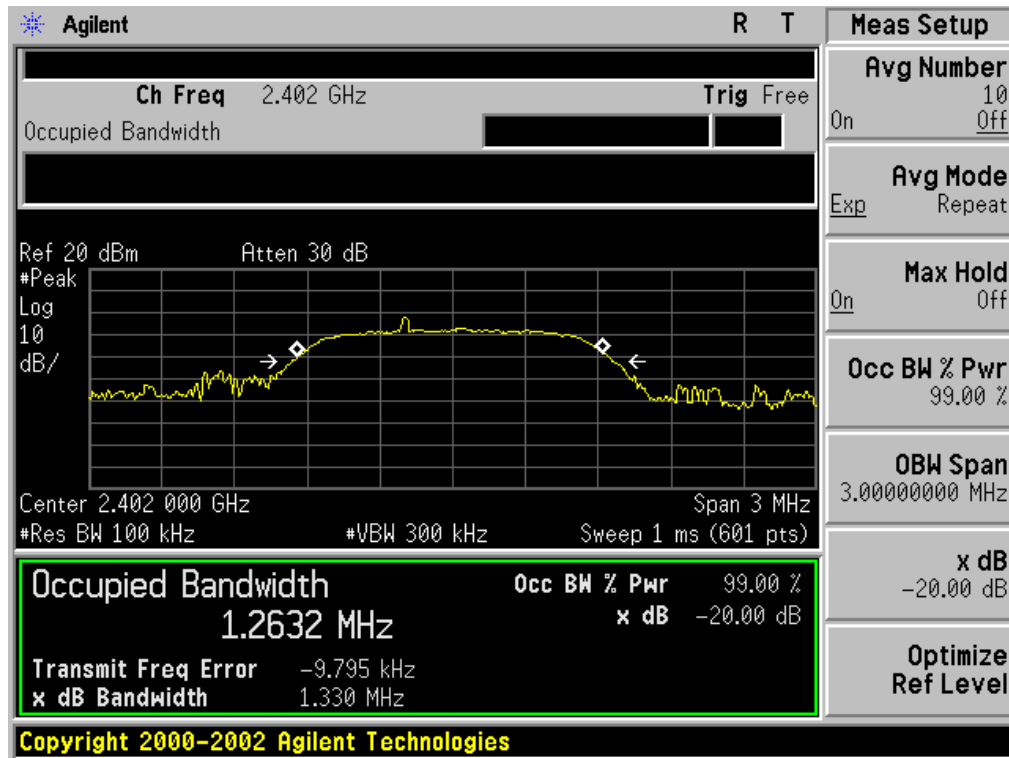 Agilent R T
Ch Freq 2.402 GHz Trig Free
Occupied Bandwidth
Ref 20 dBm Atten 30 dB
#Peak
Log
10
dB/
Center 2.402 000 GHz Span 3 MHz
#Res BW 100 kHz #VBW 300 kHz Sweep 1 ms (601 pts)
Occupied Bandwidth Occ BW % Pwr 99.00 %
1.2632 MHz x dB -20.00 dB
Transmit Freq Error -9.795 kHz
x dB Bandwidth 1.330 MHz
Copyright 2000-2002 Agilent Technologies
Meas Setup
Avg Number
10
On Off
Avg Mode
Exp Repeat
Max Hold
On Off
Occ BW % Pwr
99.00 %
OBW Span
3.00000000 MHz
x dB
-20.00 dB
Optimize
Ref Level